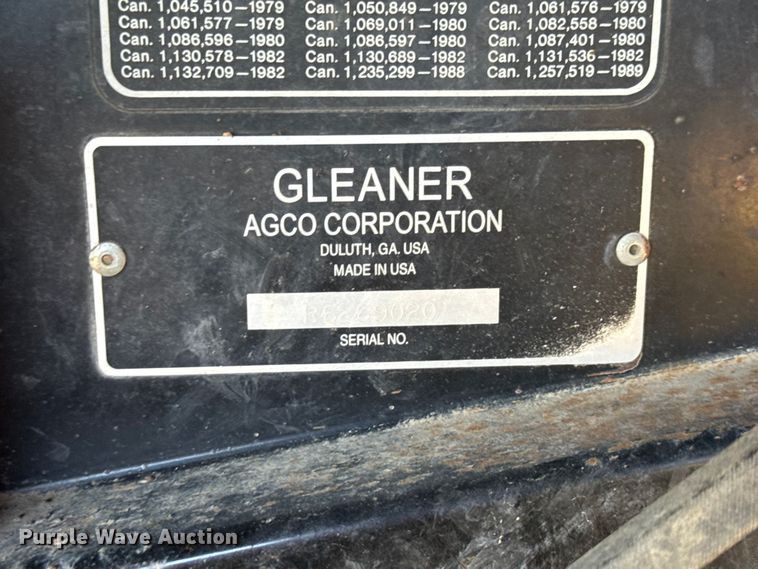 Can. 1,045,510—1979 Can. 1,050,849—1979 Can. 1,061,576—1979
Can. 1,061,577—1979 Can. 1,069,011—1980 Can. 1,082,558—1980
Can. 1,086,596—1980 Can. 1,086,597—1980 Can. 1,087,401—1980
Can. 1,130,578—1982 Can. 1,130,689—1982 Can. 1,131,536—1982
Can. 1,132,709—1982 Can. 1,235,299—1988 Can. 1,257,519—1989
GLEANER
AGCO CORPORATION
DULUTH, GA. USA
MADE IN USA
SERIAL NO.
Purple Wave Auction